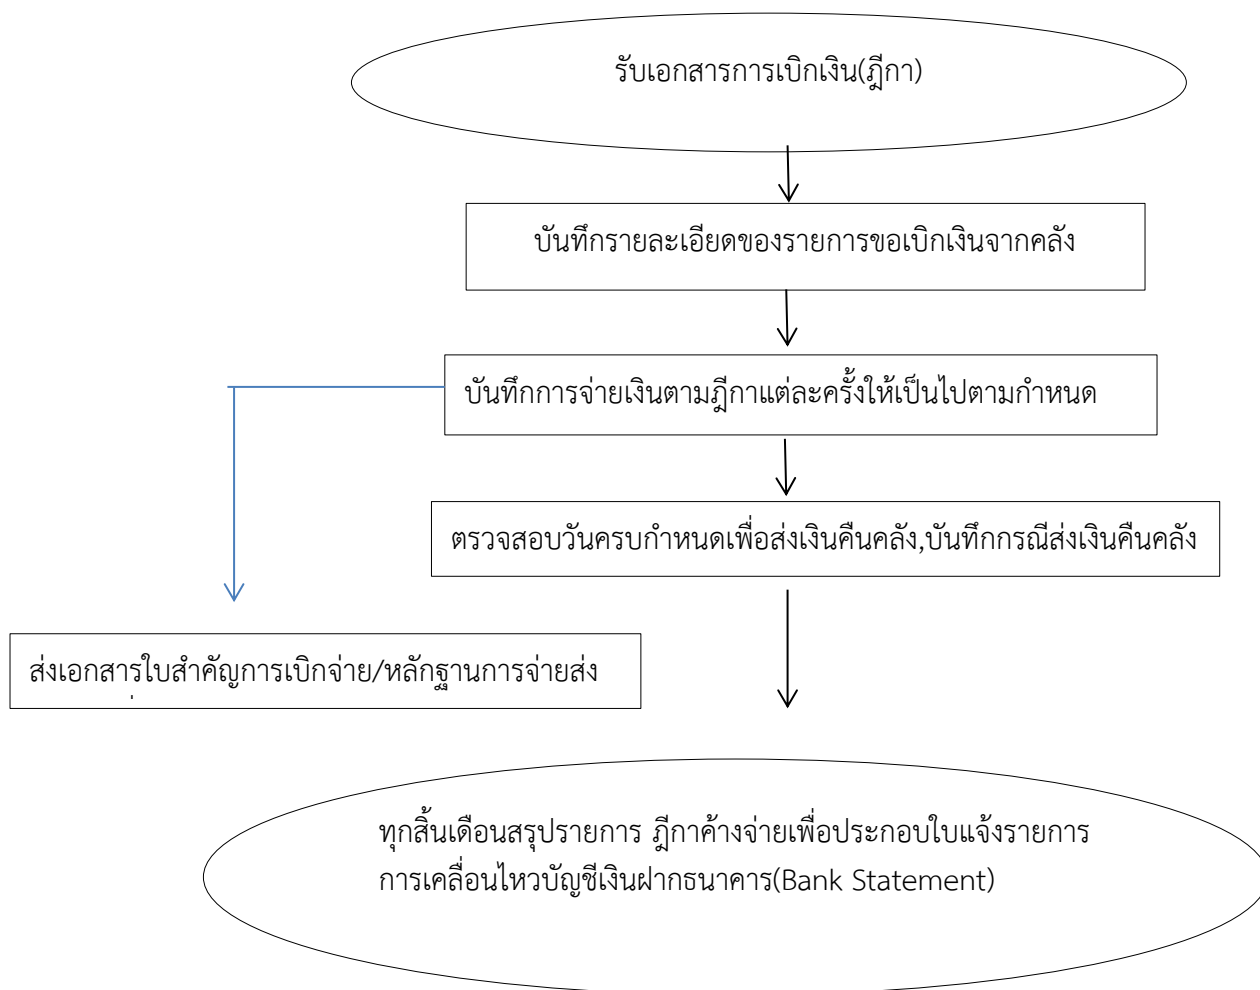 รับเอกสารการเบิกเงิน(ฎีกา)
บันทึกรายละเอียดของรายการขอเบิกเงินจากคลัง
บันทึกการจ่ายเงินตามฎีกาแต่ละครั้งให้เป็นไปตามกำหนด
ตรวจสอบวันครบกำหนดเพื่อส่งเงินคืนคลัง,บันทึกกรณีส่งเงินคืนคลัง
ส่งเอกสารใบสำคัญการเบิกจ่าย/หลักฐานการจ่ายส่ง
ทุกสิ้นเดือนสรุปรายการ ฎีกาค้างจ่ายเพื่อประกอบใบแจ้งรายการ
การเคลื่อนไหวบัญชีเงินฝากธนาคาร(Bank Statement)